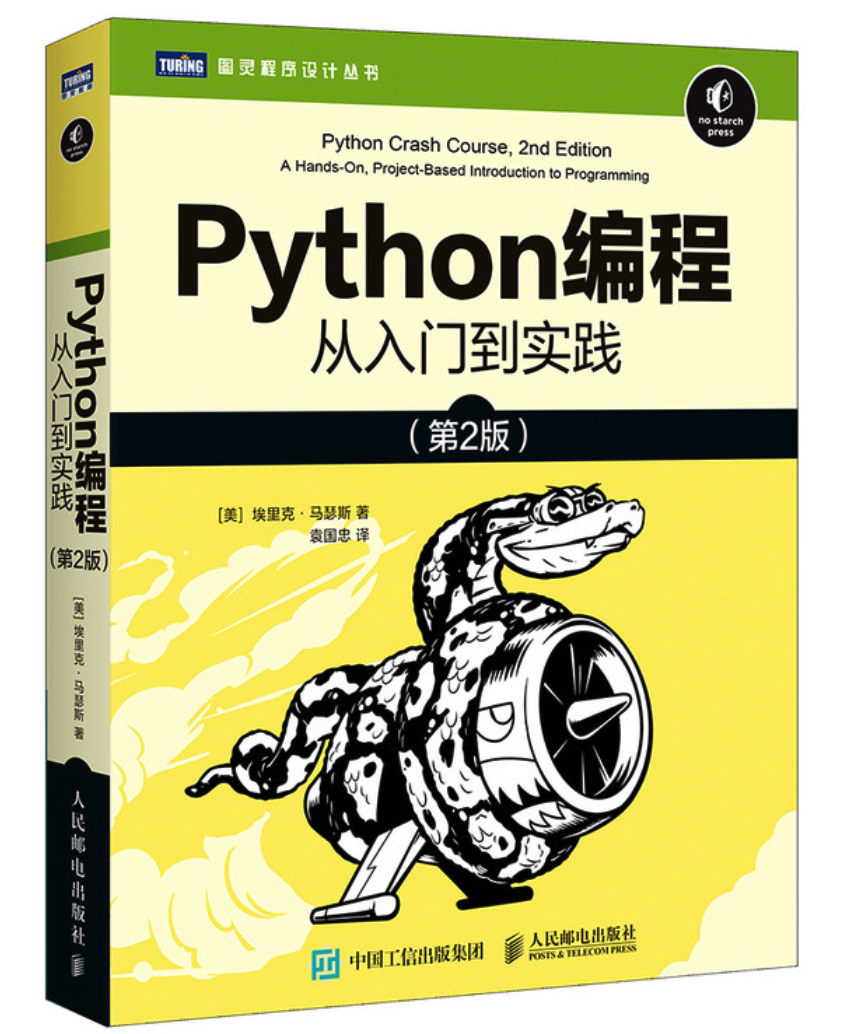 TURING 图灵程序设计丛书
no starch
press
Python Crash Course, 2nd Edition
A Hands-On, Project-Based Introduction to Programming
Python编程
从入门到实践
（第2版）
[美] 埃里克·马瑟斯 著
袁国忠 译
中国工信出版集团
人民邮电出版社
POSTS & TELECOM PRESS
TURING
no starch
press
Python编程
从入门到实践
（第2版）
[美] 埃里克·马瑟斯 著
人民邮电出版社